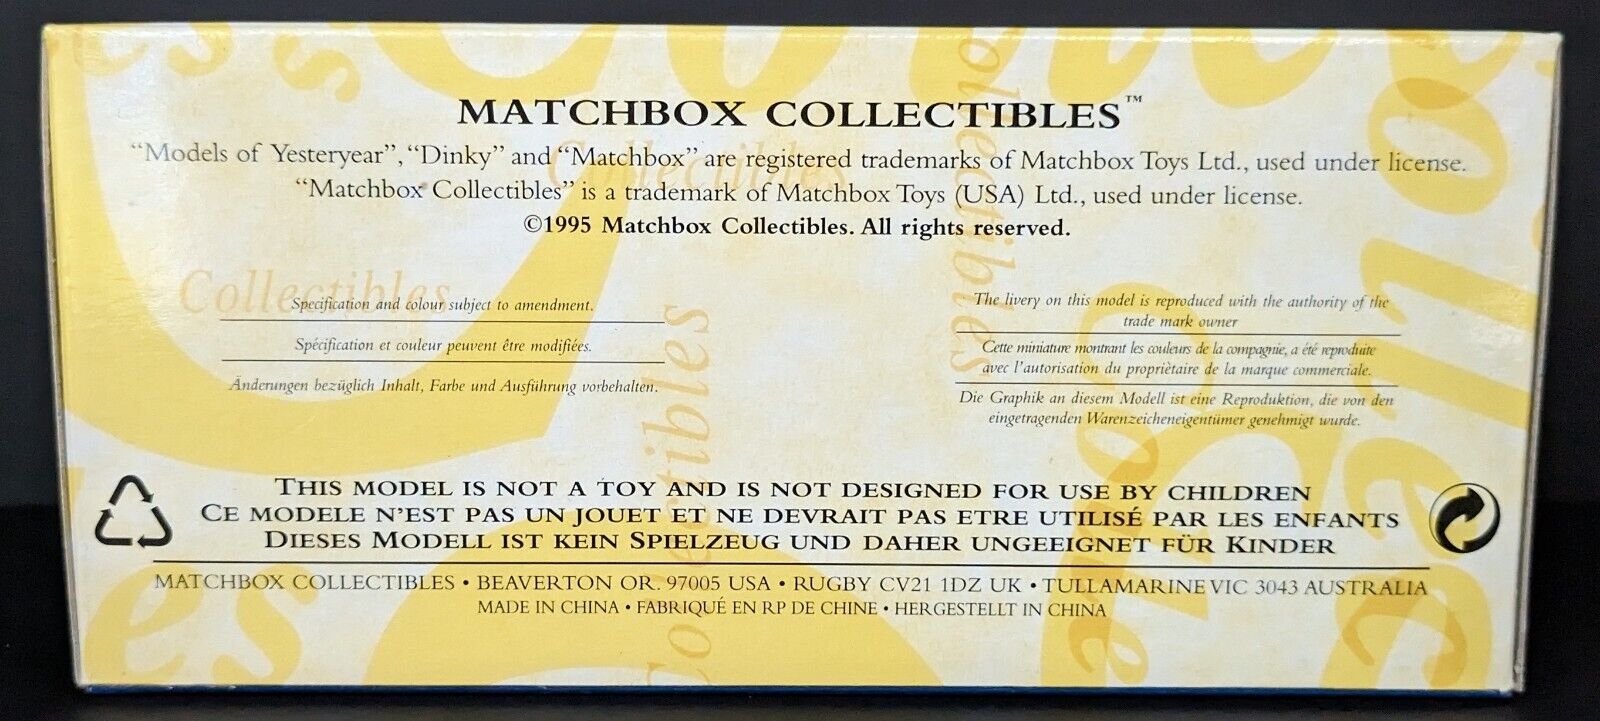 MATCHBOX COLLECTIBLES™
“Models of Yesteryear”, “Dinky” and “Matchbox” are registered trademarks of Matchbox Toys Ltd., used under license.
“Matchbox Collectibles” is a trademark of Matchbox Toys (USA) Ltd., used under license.
©1995 Matchbox Collectibles. All rights reserved.
Collectibles
Collectibles
Collectibles
Collectibles
Specification and colour subject to amendment.
Spécification et couleur peuvent être modifiées.
Änderungen bezüglich Inhalt, Farbe und Ausführung vorbehalten.
The livery on this model is reproduced with the authority of the
trade mark owner
Cette miniature montrant les couleurs de la compagnie, a été reproduite
avec l'autorisation du propriètaire de la marque commerciale.
Die Graphik an diesem Modell ist eine Reproduktion, die von den
eingetragenden Warenzeicheneigentümer genehmigt wurde.
THIS MODEL IS NOT A TOY AND IS NOT DESIGNED FOR USE BY CHILDREN
CE MODELE N'EST PAS UN JOUET ET NE DEVRAIT PAS ETRE UTILISÉ PAR LES ENFANTS
DIESES MODELL IST KEIN SPIELZEUG UND DAHER UNGEEIGNET FÜR KINDER
MATCHBOX COLLECTIBLES • BEAVERTON OR. 97005 USA • RUGBY CV21 1DZ UK • TULLAMARINE VIC 3043 AUSTRALIA
MADE IN CHINA • FABRIQUÉ EN RP DE CHINE • HERGESTELLT IN CHINA